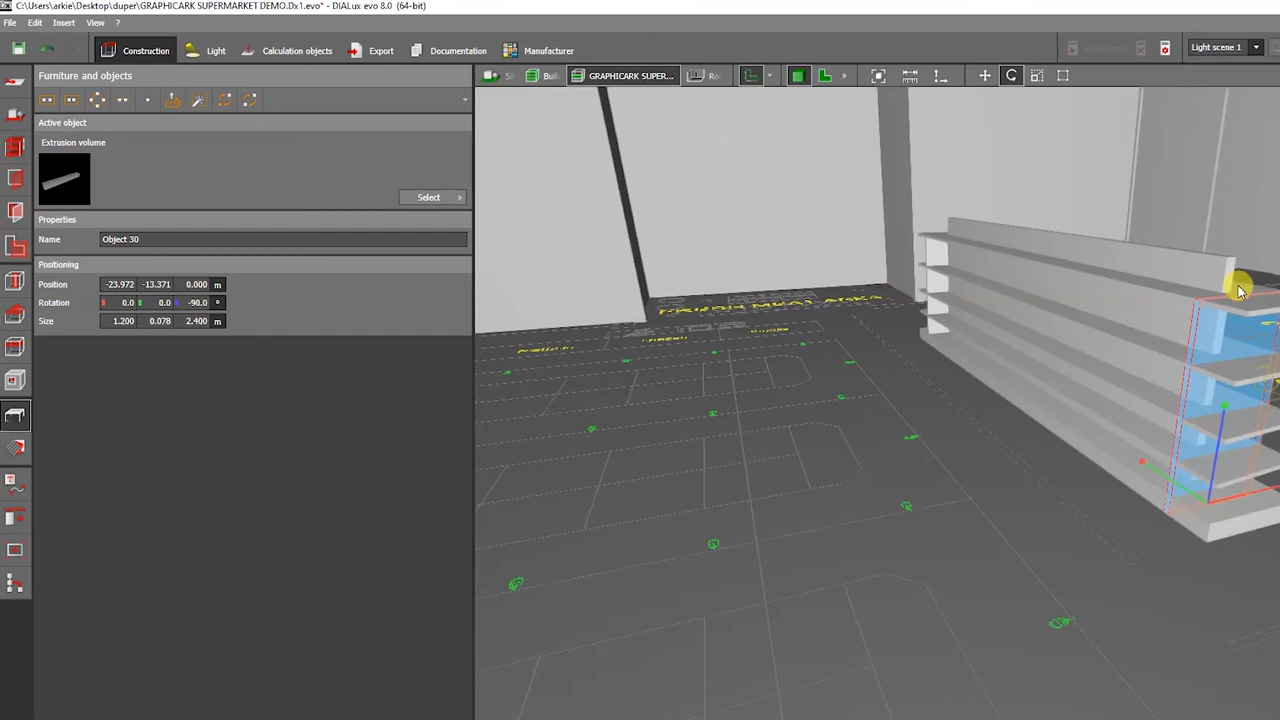 C:\Users\arkie\Desktop\duper\GRAPHICARK SUPERMARKET DEMO.Dx1.evo* - DIALux evo 8.0 (64-bit)
File Edit Insert View ?
Construction Light Calculation objects Export Documentation Manufacturer Light scene 1
Furniture and objects
GRAPHICARK SUPER...
Active object
Extrusion volume
Select
Properties
Name Object 30
Positioning
Position -23.972 -13.371 0.000 m
Rotation 0.0 0.0 -90.0 °
Size 1.200 0.078 2.400 m